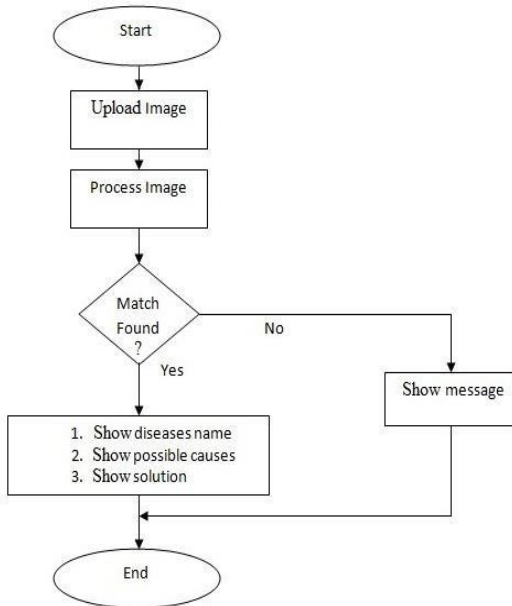 Start
Upload Image
Process Image
Match
Found
?
No
Yes
Show message
1. Show diseases name
2. Show possible causes
3. Show solution
End